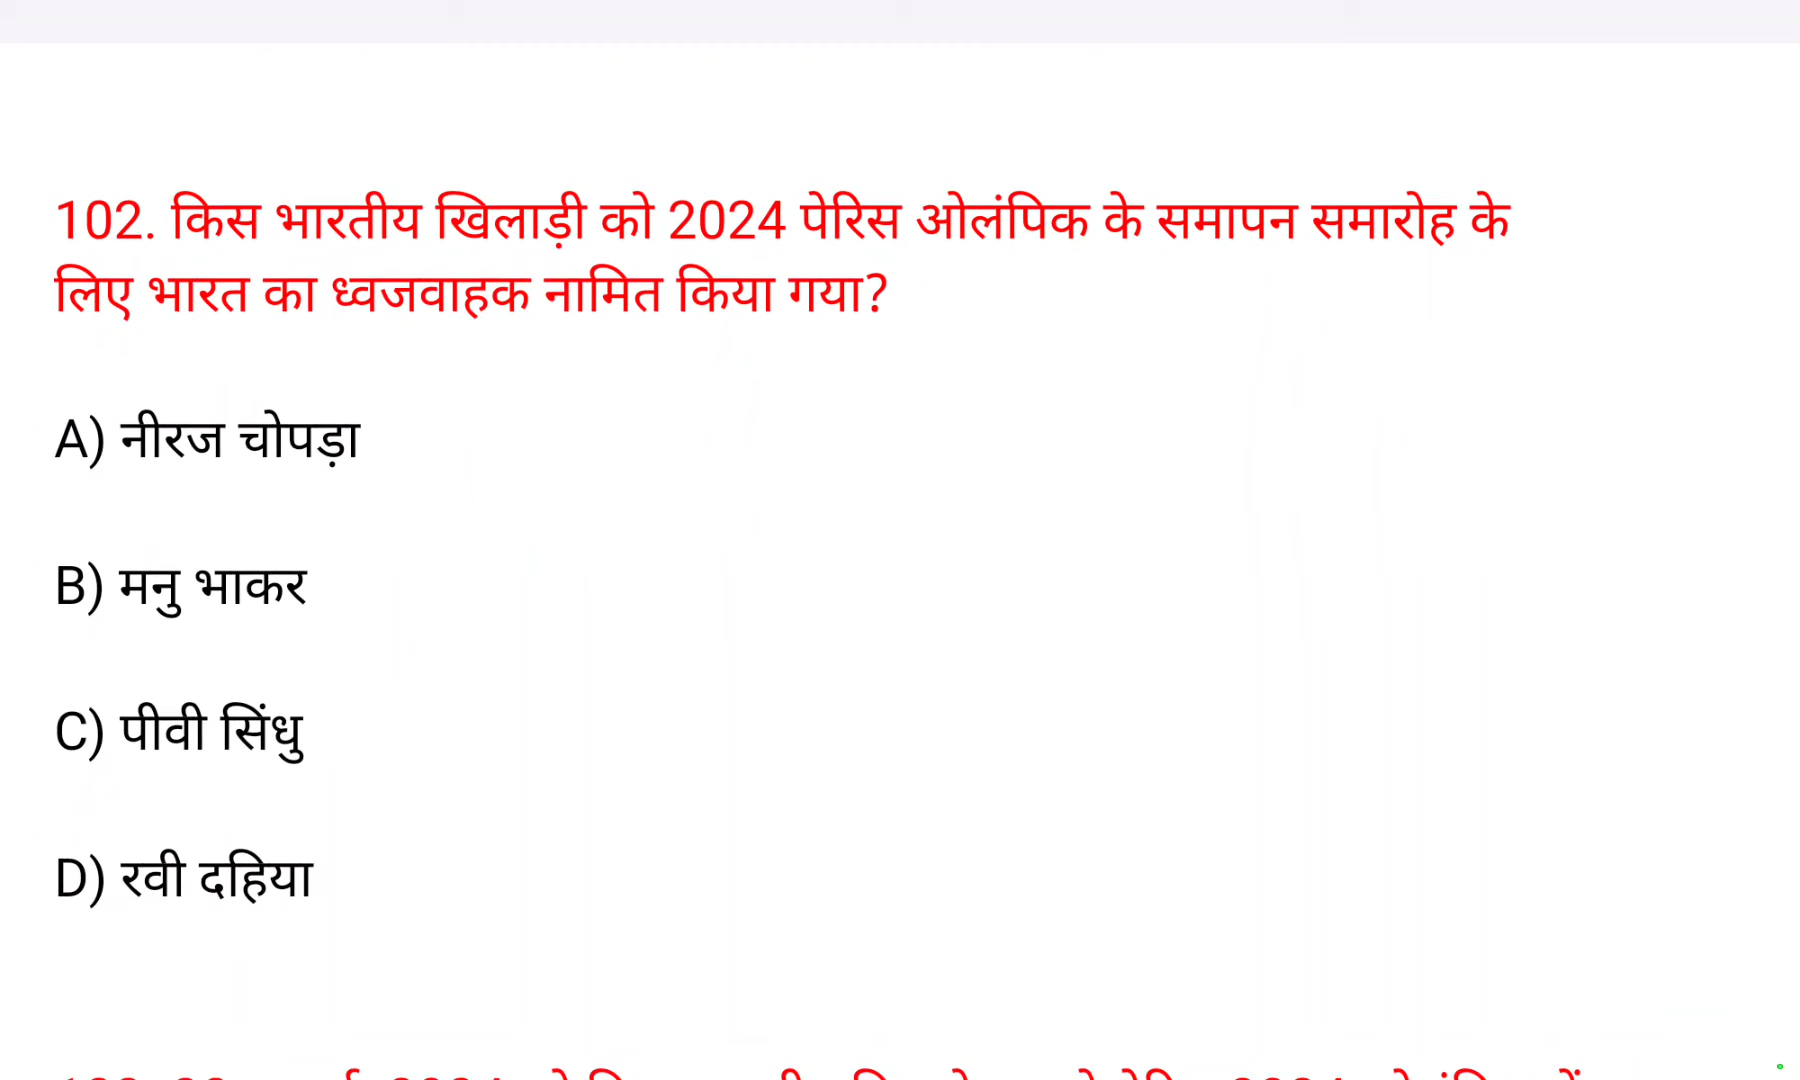 102. किस भारतीय खिलाड़ी को 2024 पेरिस ओलंपिक के समापन समारोह के
लिए भारत का ध्वजवाहक नामित किया गया?
A) नीरज चोपड़ा
B) मनु भाकर
C) पीवी सिंधु
D) रवी दहिया